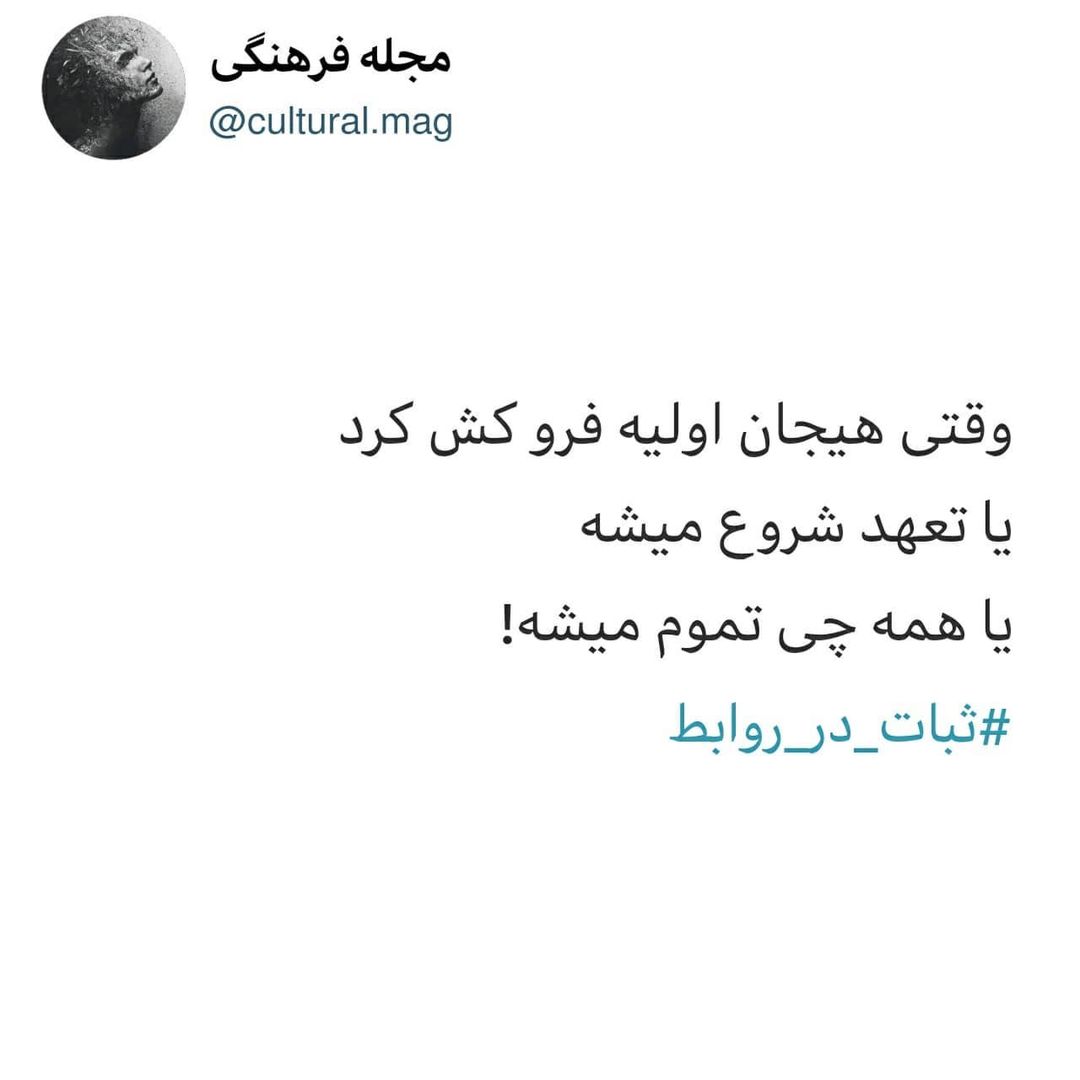 مجله فرهنگی
@cultural.mag
وقتی هیجان اولیه فرو کش کرد
یا تعهد شروع میشه
یا همه چی تموم میشه!
#ثبات_در_روابط